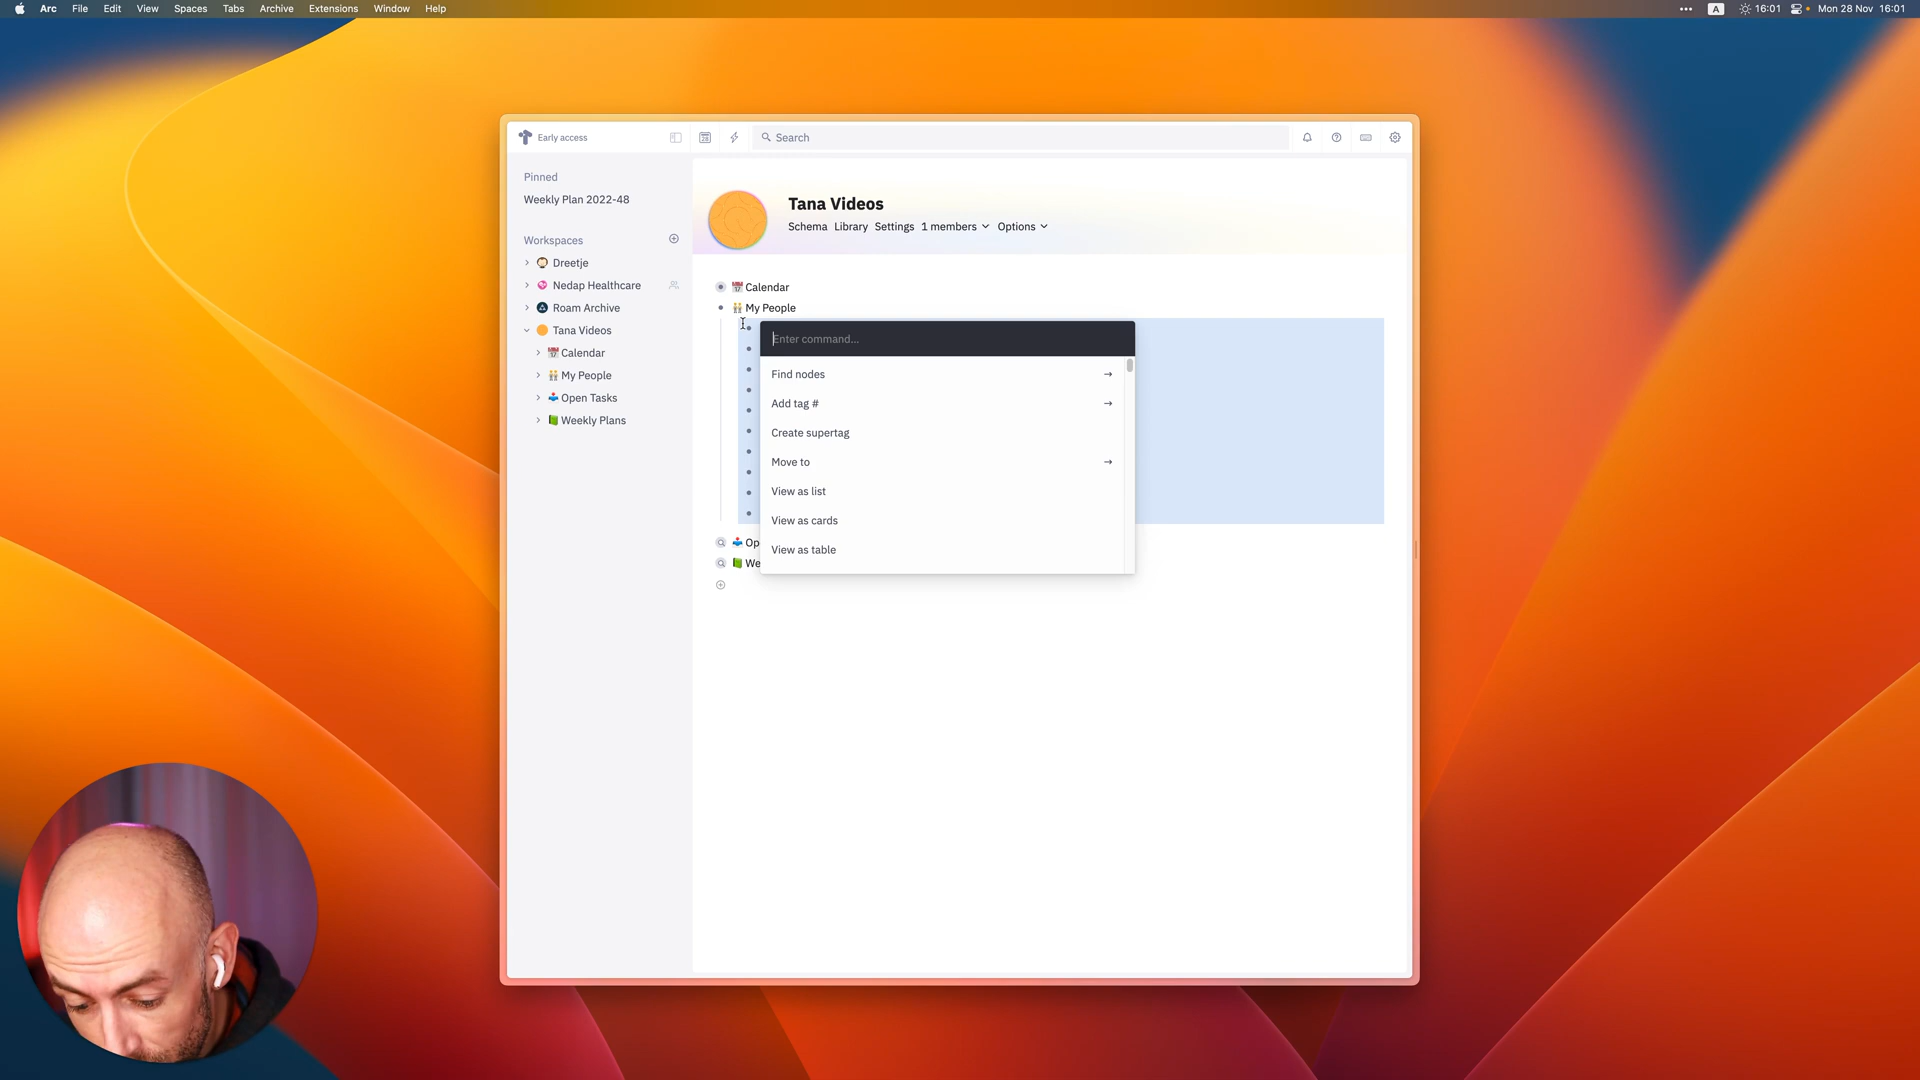 Arc File Edit View Spaces Tabs Archive Extensions Window Help
A 16:01 Mon 28 Nov 16:01
Early access
28
Search
Pinned
Weekly Plan 2022-48
Workspaces
Dreetje
Nedap Healthcare
Roam Archive
Tana Videos
Calendar
My People
Open Tasks
Weekly Plans
Tana Videos
Schema Library Settings 1 members Options
Calendar
My People
Enter command...
Find nodes
Add tag #
Create supertag
Move to
View as list
View as cards
View as table
Op
We